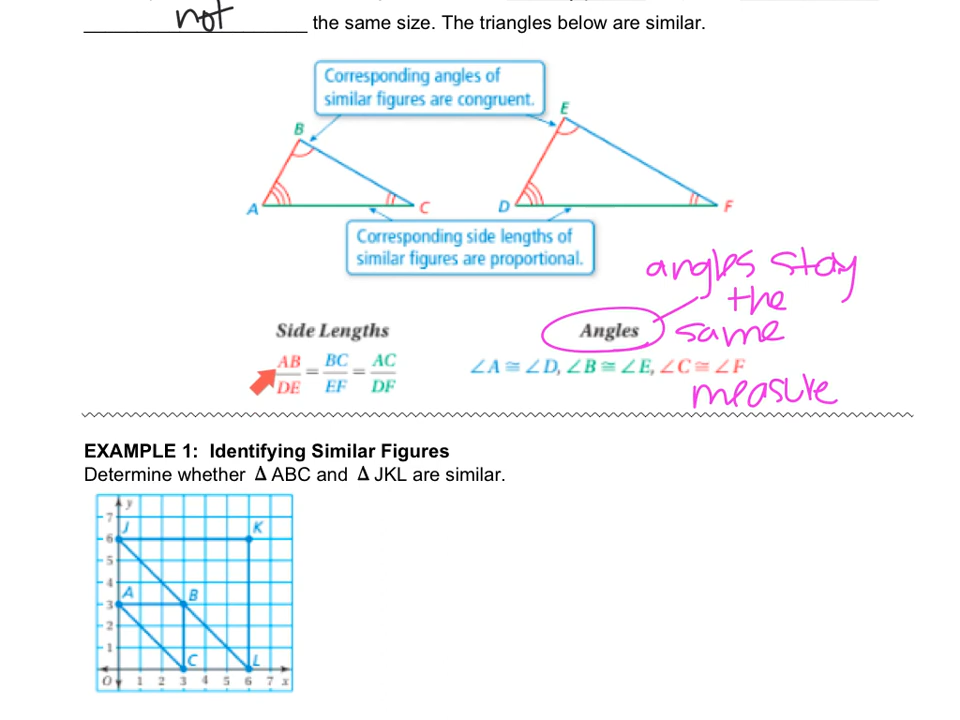 not the same size. The triangles below are similar.
Corresponding angles of
similar figures are congruent.
B
E
A
C
D
F
Corresponding side lengths of
similar figures are proportional.
angles stay
the
same
measure
Side Lengths
Angles
AB/DE = BC/EF = AC/DF
∠A ≅ ∠D, ∠B ≅ ∠E, ∠C ≅ ∠F
EXAMPLE 1: Identifying Similar Figures
Determine whether Δ ABC and Δ JKL are similar.
y
7
J
K
6
5
4
A
B
3
2
1
C
L
O 1 2 3 4 5 6 7 x